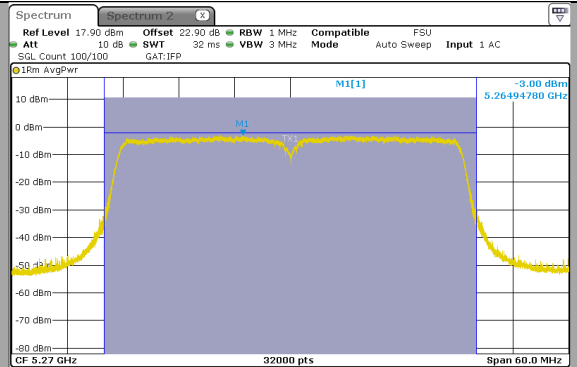 Spectrum Spectrum 2 X
Ref Level 17.90 dBm Offset 22.90 dB RBW 1 MHz Compatible FSU
Att 10 dB SWT 32 ms VBW 3 MHz Mode Auto Sweep Input 1 AC
SGL Count 100/100 GAT:IFP
1Rm AvgPwr
M1[1] -3.00 dBm
5.26494780 GHz
10 dBm
0 dBm
M1
TX1
-10 dBm
-20 dBm
-30 dBm
-40 dBm
-50 dBm
-60 dBm
-70 dBm
-80 dBm
CF 5.27 GHz 32000 pts Span 60.0 MHz